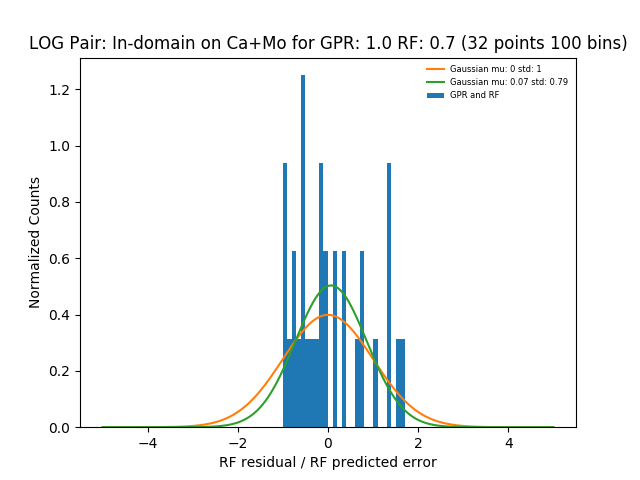 LOG Pair: In-domain on Ca+Mo for GPR: 1.0 RF: 0.7 (32 points 100 bins)
Gaussian mu: 0 std: 1
Gaussian mu: 0.07 std: 0.79
GPR and RF
Normalized Counts
1.2
1.0
0.8
0.6
0.4
0.2
0.0
−4
−2
0
2
4
RF residual / RF predicted error